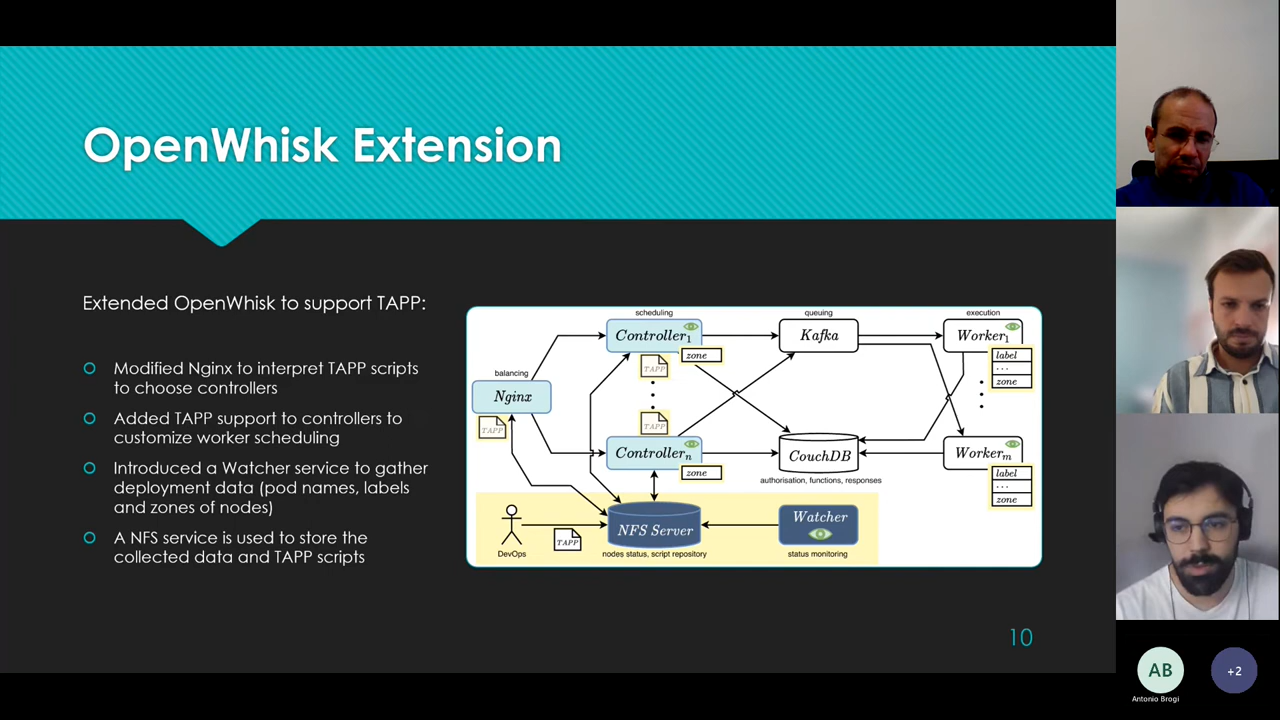 OpenWhisk Extension
Extended OpenWhisk to support TAPP:
Modified Nginx to interpret TAPP scripts
to choose controllers
Added TAPP support to controllers to
customize worker scheduling
Introduced a Watcher service to gather
deployment data (pod names, labels
and zones of nodes)
A NFS service is used to store the
collected data and TAPP scripts
scheduling
queuing
execution
Controller1
Kafka
Worker1
zone
label
...
zone
TAPP
balancing
Nginx
TAPP
TAPP
Controllern
zone
CouchDB
authorisation, functions, responses
Workerm
label
...
zone
DevOps
TAPP
NFS Server
nodes status, script repository
Watcher
status monitoring
10
AB
Antonio Brogi
+2